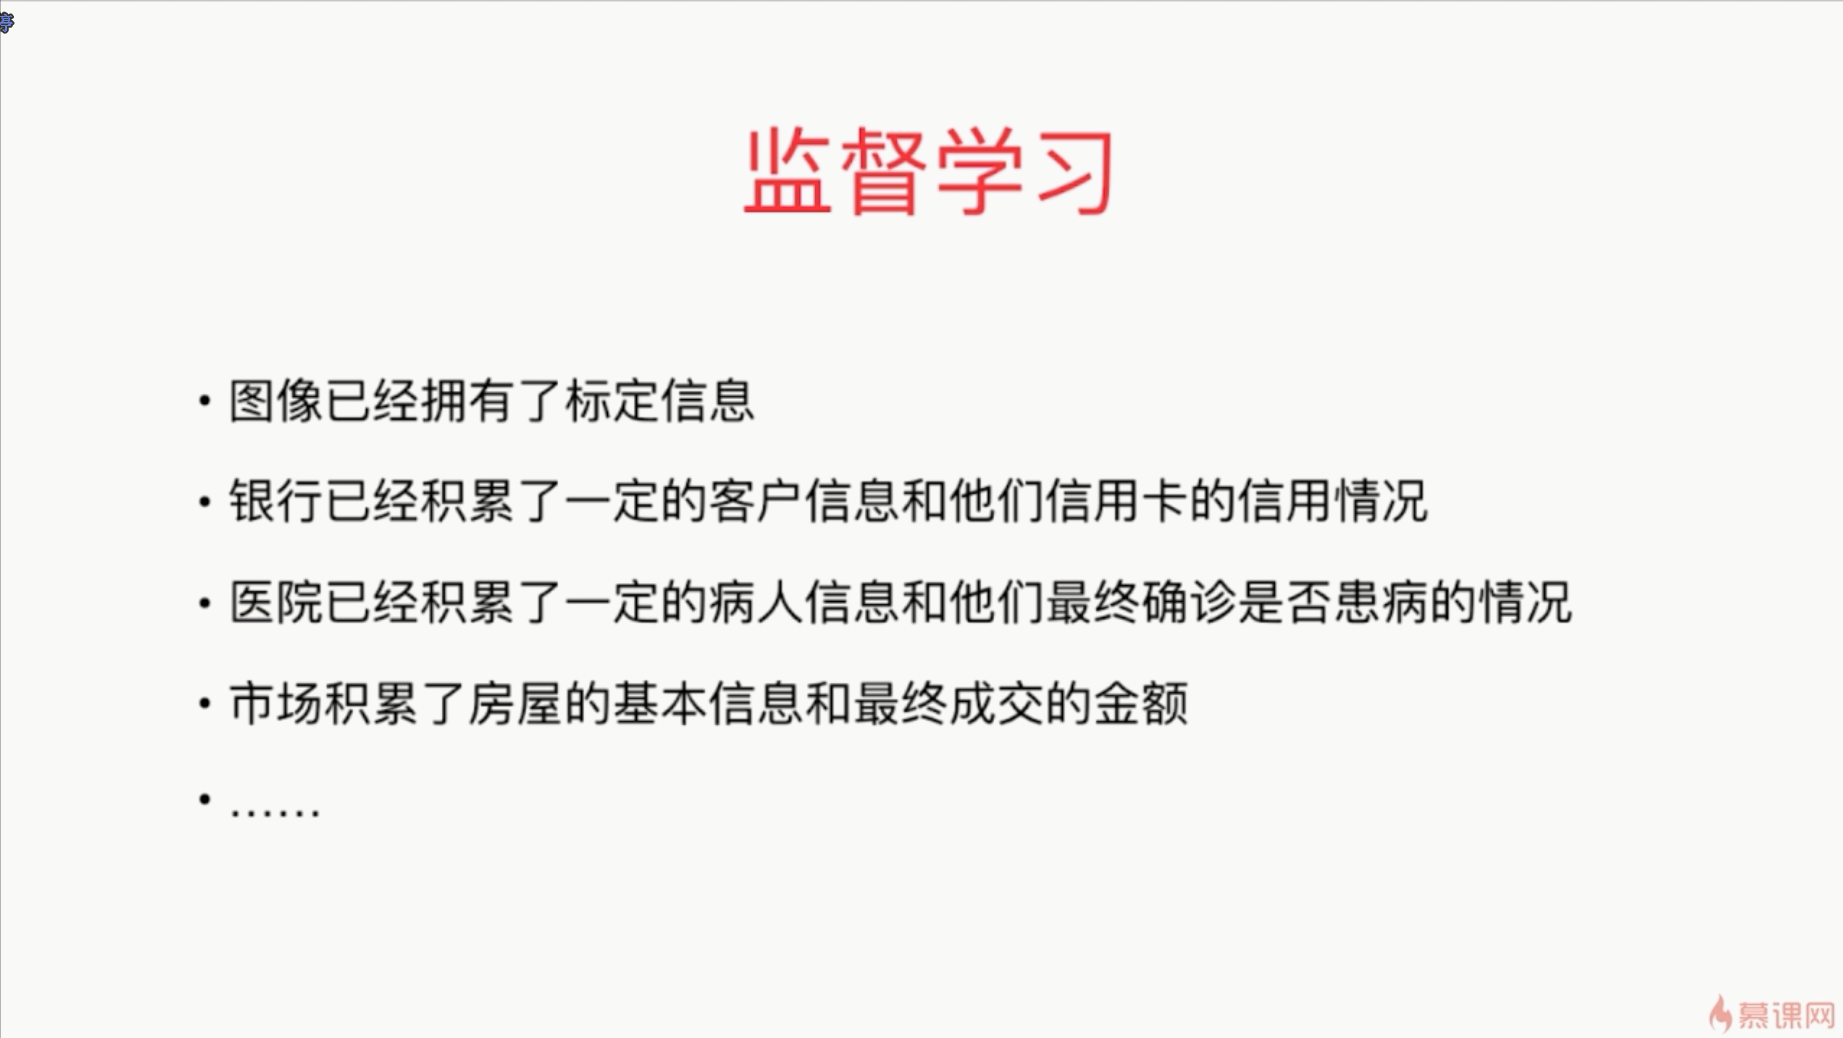 亭
监督学习
• 图像已经拥有了标定信息
• 银行已经积累了一定的客户信息和他们信用卡的信用情况
• 医院已经积累了一定的病人信息和他们最终确诊是否患病的情况
• 市场积累了房屋的基本信息和最终成交的金额
• ……
慕课网